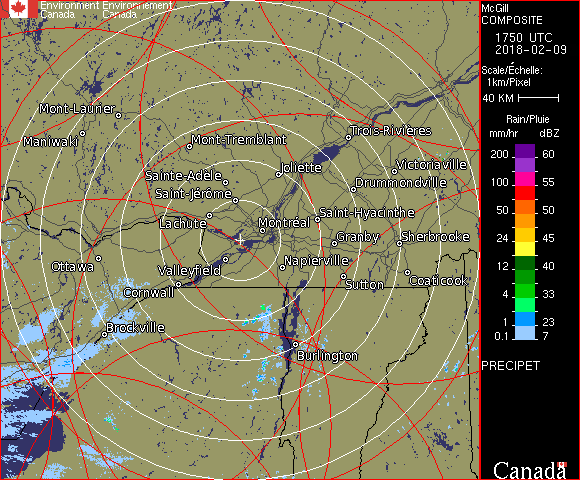 Environment Environnement
Canada Canada
McGill
COMPOSITE
1750 UTC
2018-02-09
Scale/Échelle:
1km/Pixel
40 KM
Rain/Pluie
mm/hr dBZ
200 60
100 55
50 50
24 45
12 40
4 33
1 23
0.1 7
PRECIPET
Canada
Mont-Laurier
Maniwaki
Mont-Tremblant
Trois-Rivières
Joliette
Victoriaville
Sainte-Adèle
Drummondville
Saint-Jérôme
Saint-Hyacinthe
Lachute
Montréal
Granby
Sherbrooke
Ottawa
Valleyfield
Napierville
Cornwall
Sutton
Coaticook
Brockville
Burlington